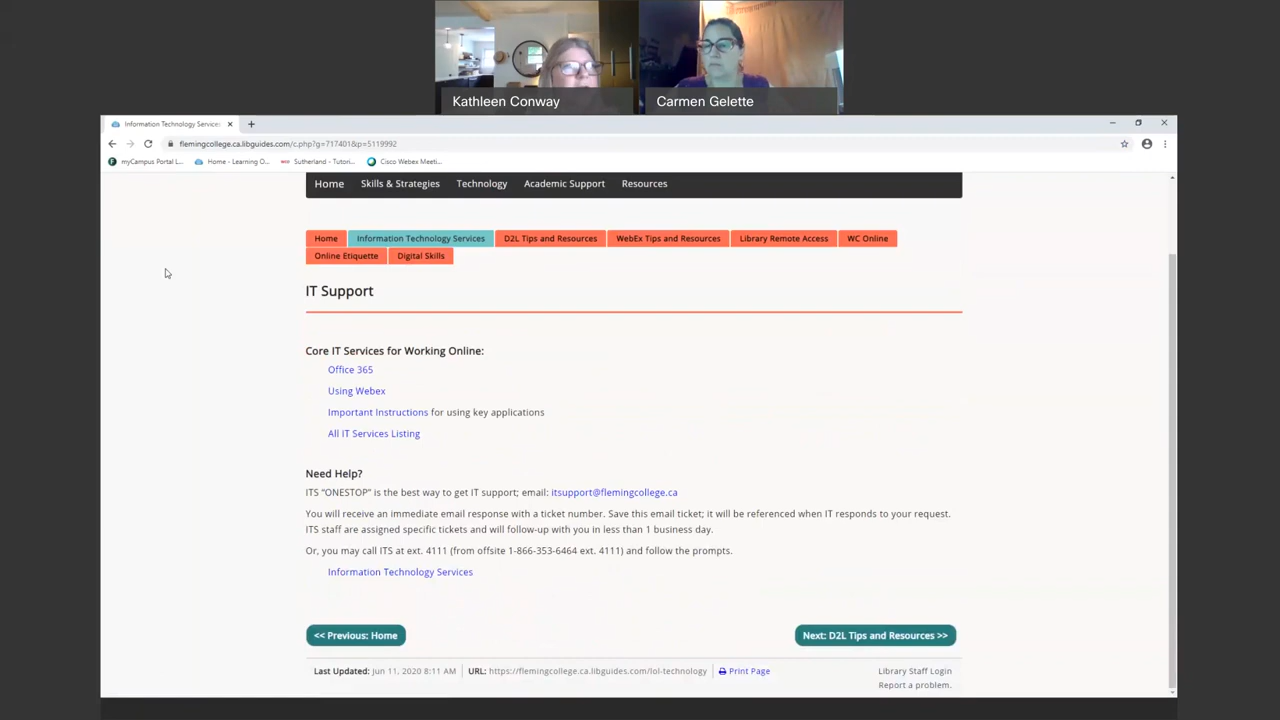 Kathleen Conway
Carmen Gelette
Information Technology Services
flemingcollege.ca.libguides.com/c.php?g=717401&p=5119992
myCampus Portal L... Home - Learning O... Sutherland - Tutori... Cisco Webex Meeti...
Home Skills & Strategies Technology Academic Support Resources
Home Information Technology Services D2L Tips and Resources WebEx Tips and Resources Library Remote Access WC Online
Online Etiquette Digital Skills
IT Support
Core IT Services for Working Online:
Office 365
Using Webex
Important Instructions for using key applications
All IT Services Listing
Need Help?
ITS “ONESTOP” is the best way to get IT support; email: itsupport@flemingcollege.ca
You will receive an immediate email response with a ticket number. Save this email ticket; it will be referenced when IT responds to your request.
ITS staff are assigned specific tickets and will follow-up with you in less than 1 business day.
Or, you may call ITS at ext. 4111 (from offsite 1-866-353-6464 ext. 4111) and follow the prompts.
Information Technology Services
<< Previous: Home Next: D2L Tips and Resources >>
Last Updated: Jun 11, 2020 8:11 AM URL: https://flemingcollege.ca.libguides.com/lol-technology Print Page Library Staff Login
Report a problem.